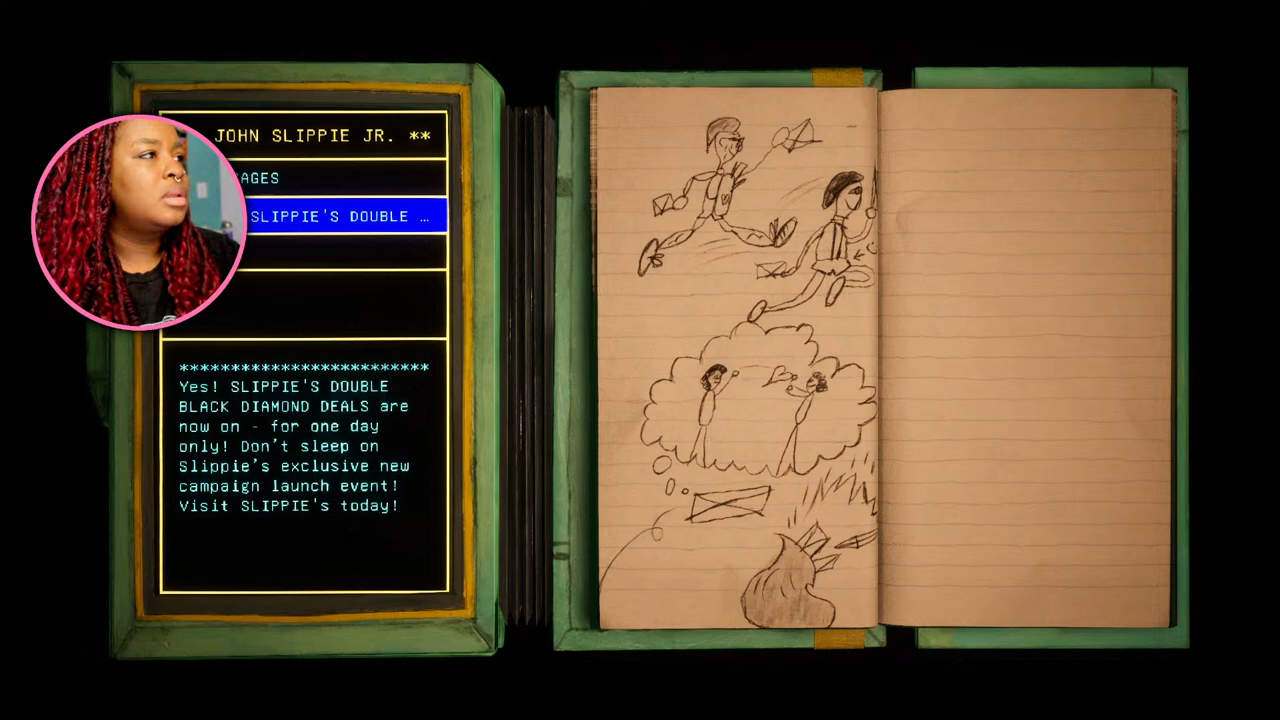 JOHN SLIPPIE JR. **
AGES
SLIPPIE'S DOUBLE …
*************************
Yes! SLIPPIE'S DOUBLE
BLACK DIAMOND DEALS are
now on - for one day
only! Don't sleep on
Slippie's exclusive new
campaign launch event!
Visit SLIPPIE's today!